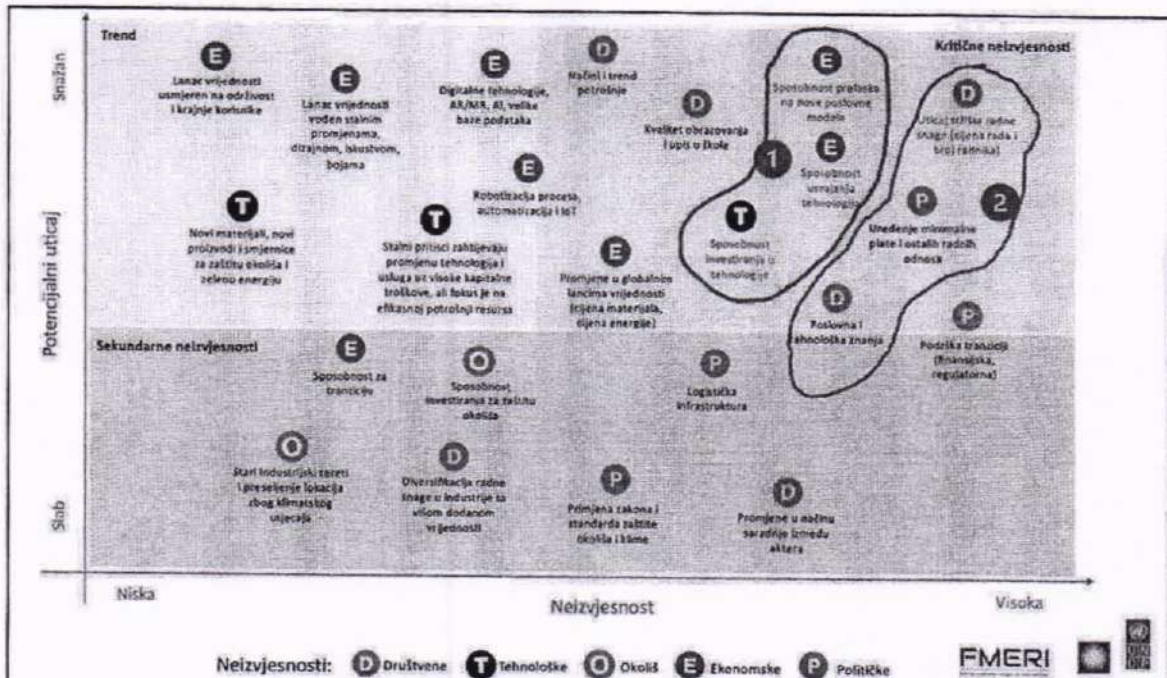 Trend
Kritične neizvjesnosti
Snažan
Potencijalni uticaj
Slab
E
Lanac vrijednosti
usmjeren na održivost
i krajnje korisnike
E
Lanac vrijednosti
vođen stalnim
promjenama,
dizajnom, iskustvom,
bojama
E
Digitalne tehnologije,
AR/MR, AI, velike
baze podataka
D
Načini i trend
potrošnje
D
Kvalitet obrazovanja
i upis u škole
E
Sposobnost prelaska
na nove poslovne
modele
1
E
Sposobnost
usvajanja
tehnologija
D
Uticaj tržišta radne
snage (cijena rada i
broj radnika)
2
P
Uređenje minimalne
plate i ostalih radnih
odnosa
T
Novi materijali, novi
proizvodi i smjernice
za zaštitu okoliša i
zelenu energiju
T
Stalni pritisci zahtijevaju
promjenu tehnologija i
usluga uz visoke kapitalne
troškove, ali fokus je na
efikasnoj potrošnji resursa
E
Robotizacija procesa,
automatizacija i IoT
E
Promjene u globalnim
lancima vrijednosti
(cijena materijala,
cijena energije)
T
Sposobnost
investiranja u
tehnologije
D
Poslovna i
tehnološka znanja
P
Podrška tranziciji
(finansijska,
regulatorna)
Sekundarne neizvjesnosti
E
Sposobnost za
tranziciju
O
Sposobnost
investiranja za zaštitu
okoliša
P
Logistička
infrastruktura
O
Stari industrijski tereti
i preseljenje lokacija
zbog klimatskog
utjecaja
D
Diversifikacija radne
snage u industrije sa
višom dodanom
vrijednosti
P
Primjena zakona i
standarda zaštite
okoliša i klime
D
Promjene u načinu
saradnje između
aktera
Niska
Neizvjesnost
Visoka
Neizvjesnosti: D Društvene T Tehnološke O Okoliš E Ekonomske P Političke
FMERI